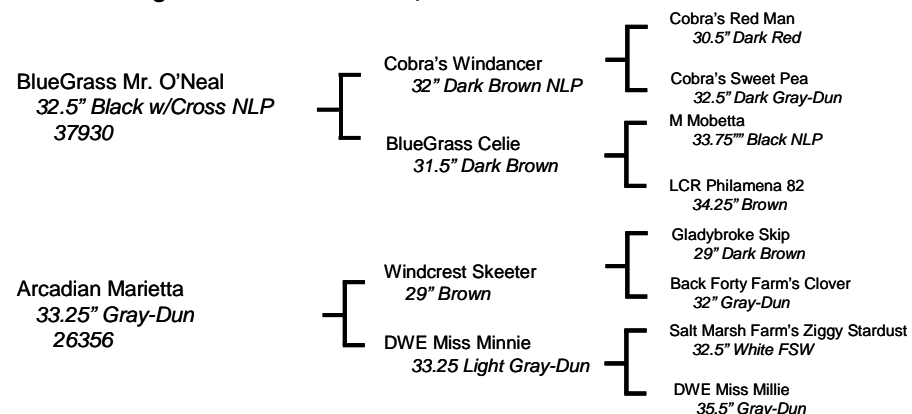 BlueGrass Mr. O’Neal
32.5” Black w/Cross NLP
37930
Cobra’s Windancer
32” Dark Brown NLP
BlueGrass Celie
31.5” Dark Brown
Cobra’s Red Man
30.5” Dark Red
Cobra’s Sweet Pea
32.5” Dark Gray-Dun
M Mobetta
33.75”” Black NLP
LCR Philamena 82
34.25” Brown
Arcadian Marietta
33.25” Gray-Dun
26356
Windcrest Skeeter
29” Brown
DWE Miss Minnie
33.25 Light Gray-Dun
Gladybroke Skip
29” Dark Brown
Back Forty Farm’s Clover
32” Gray-Dun
Salt Marsh Farm’s Ziggy Stardust
32.5” White FSW
DWE Miss Millie
35.5” Gray-Dun